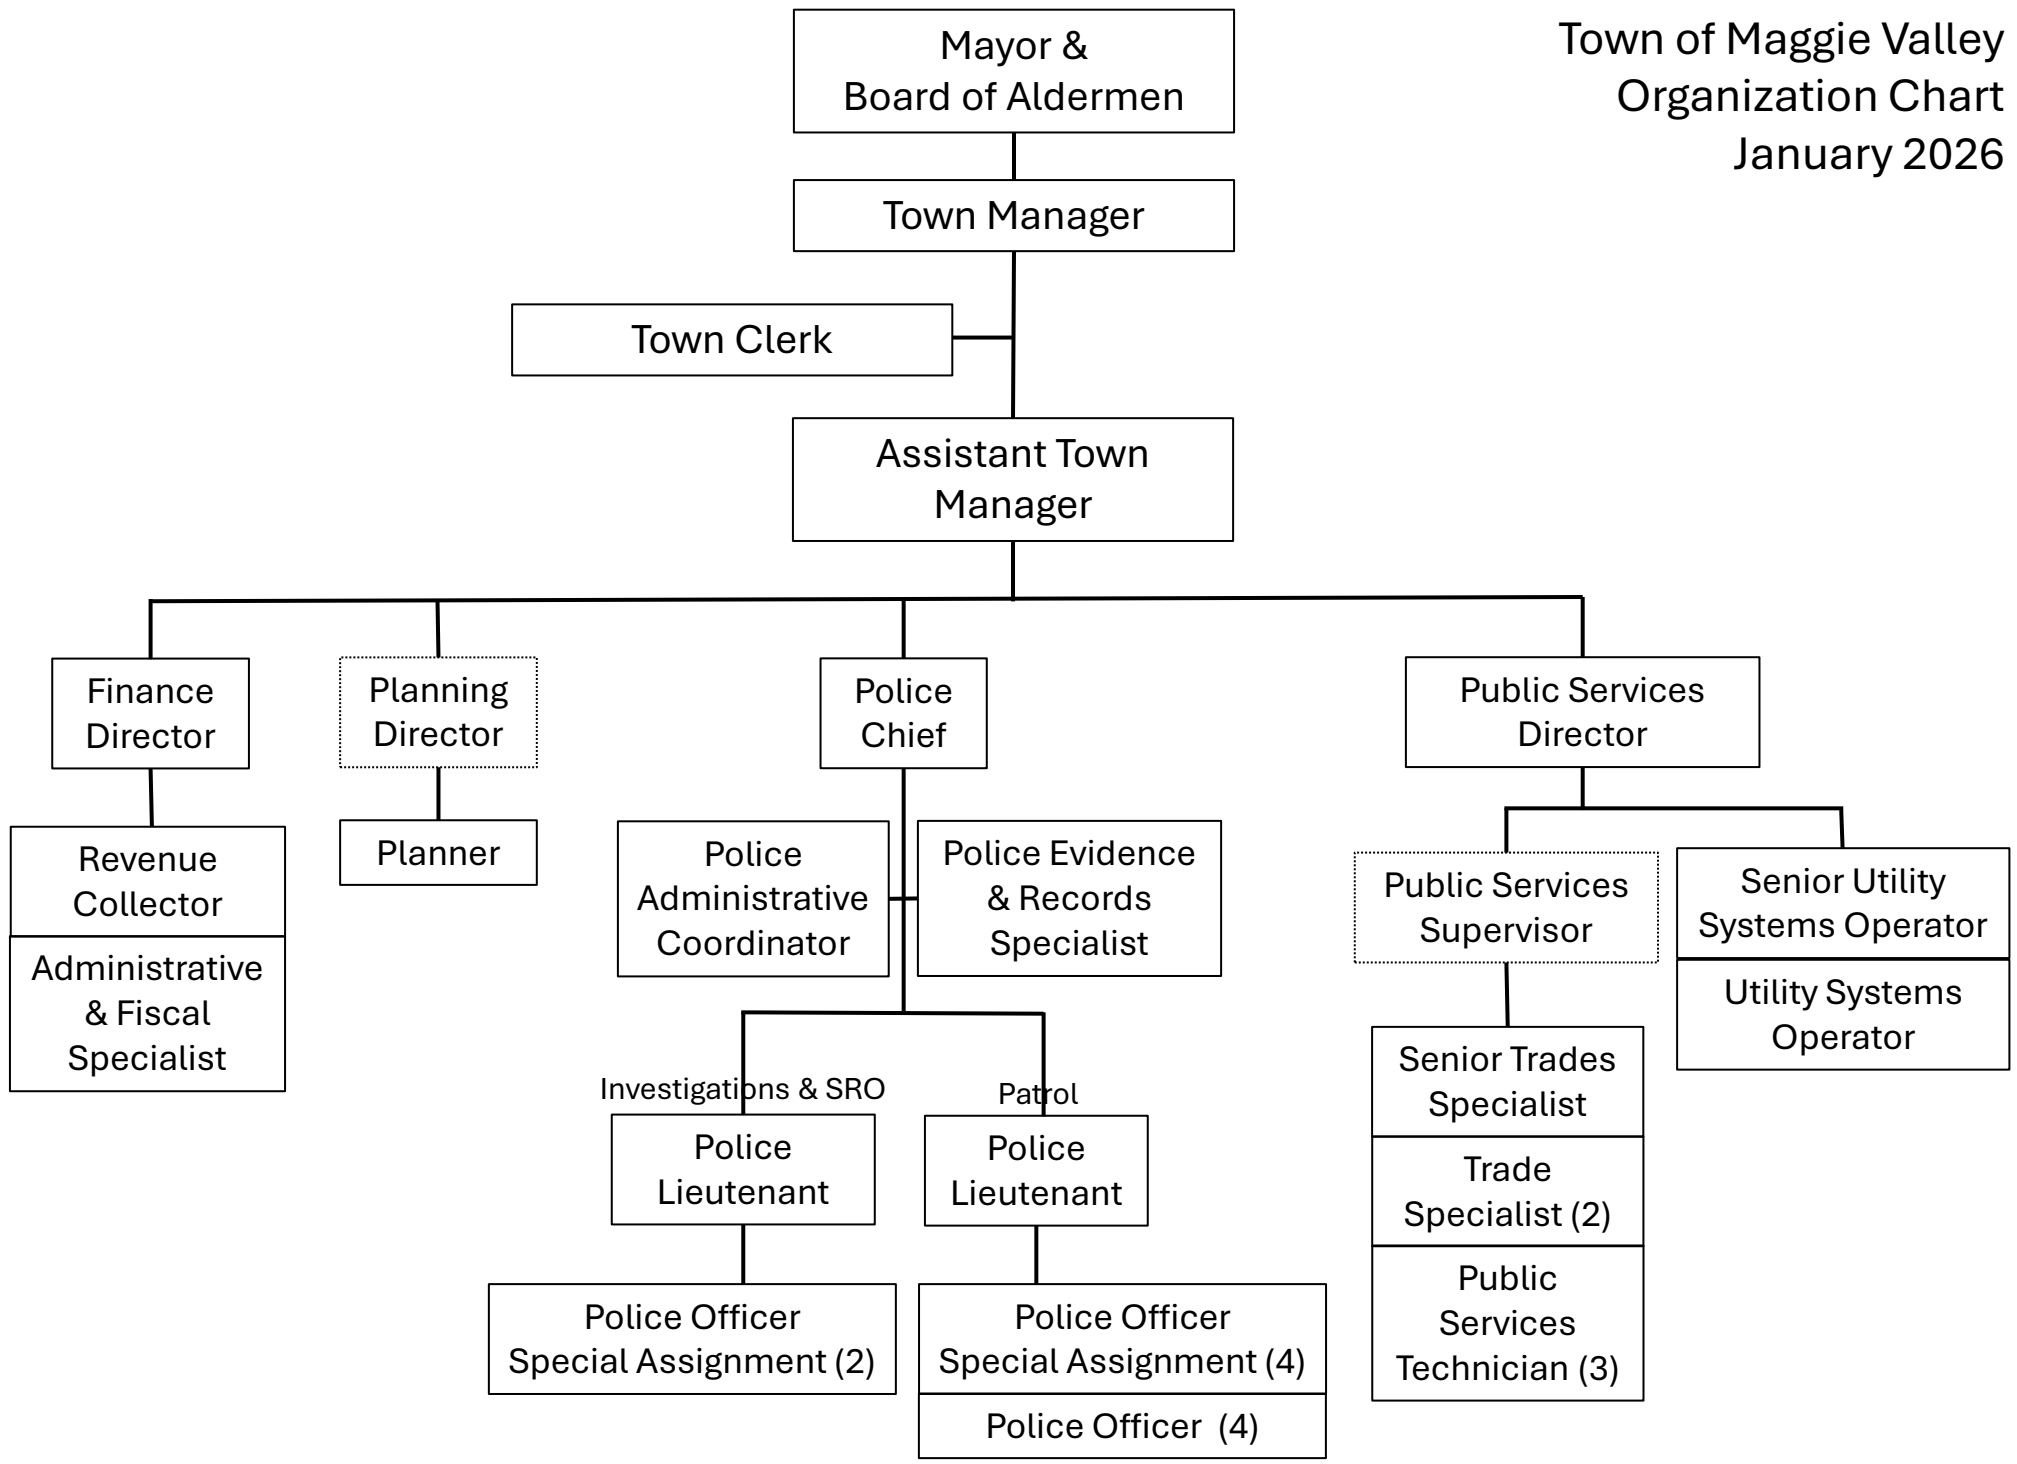 Town of Maggie Valley
Organization Chart
January 2026
Mayor &
Board of Aldermen
Town Manager
Town Clerk
Assistant Town
Manager
Finance
Director
Planning
Director
Police
Chief
Public Services
Director
Revenue
Collector
Administrative
& Fiscal
Specialist
Planner
Police
Administrative
Coordinator
Police Evidence
& Records
Specialist
Public Services
Supervisor
Senior Utility
Systems Operator
Utility Systems
Operator
Investigations & SRO
Police
Lieutenant
Police Officer
Special Assignment (2)
Patrol
Police
Lieutenant
Police Officer
Special Assignment (4)
Police Officer (4)
Senior Trades
Specialist
Trade
Specialist (2)
Public
Services
Technician (3)